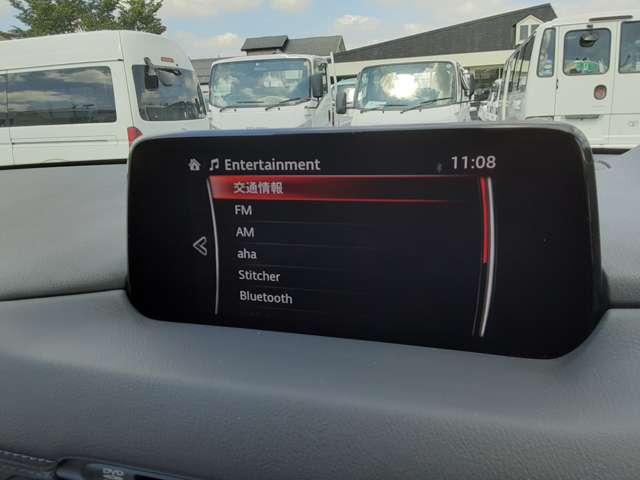 Entertainment 11:08
交通情報
FM
AM
aha
Stitcher
Bluetooth